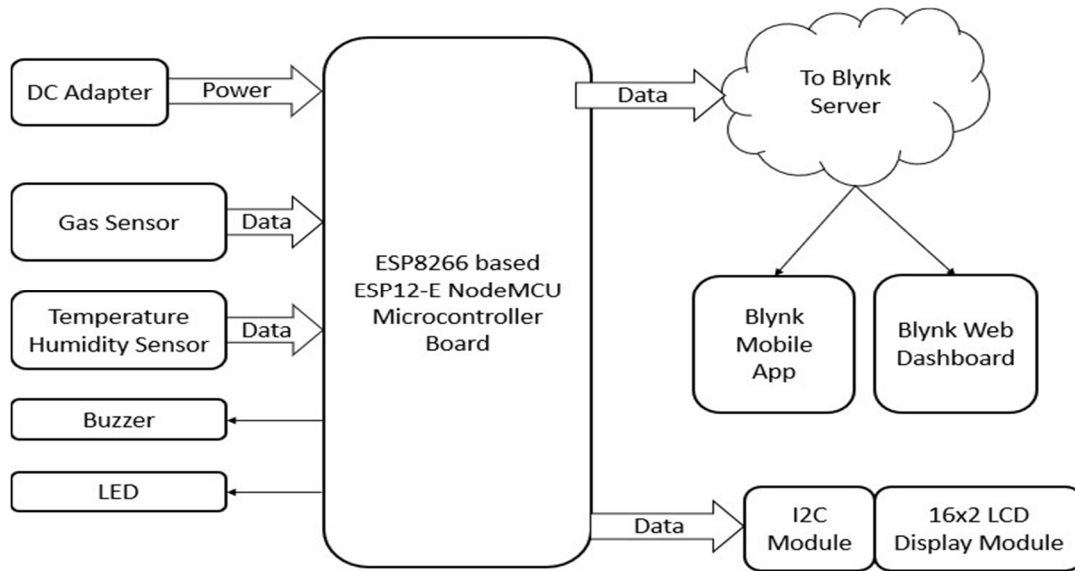 DC Adapter
Power
Gas Sensor
Data
Temperature
Humidity Sensor
Data
Buzzer
LED
ESP8266 based
ESP12-E NodeMCU
Microcontroller
Board
Data
To Blynk
Server
Blynk
Mobile
App
Blynk Web
Dashboard
Data
I2C
Module
16x2 LCD
Display Module